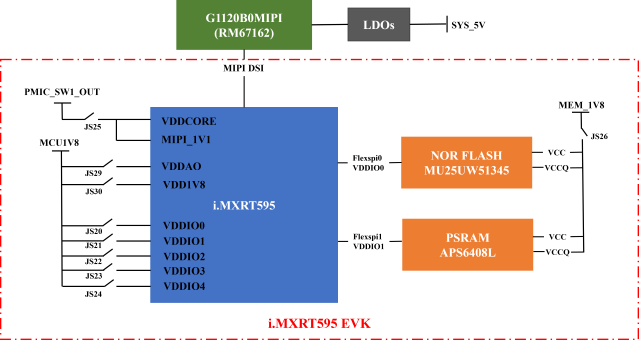 G1120B0MIPI
(RM67162)
LDOs
SYS_5V
MIPI DSI
PMIC_SW1_OUT
JS25
VDDCORE
MIPI_1V1
MEM_1V8
JS26
MCU1V8
JS29
VDDAO
JS30
VDD1V8
i.MXRT595
Flexspi0
VDDIO0
NOR FLASH
MU25UW51345
VCC
VCCQ
JS20
VDDIO0
JS21
VDDIO1
JS22
VDDIO2
JS23
VDDIO3
JS24
VDDIO4
Flexspi1
VDDIO1
PSRAM
APS6408L
VCC
VCCQ
i.MXRT595 EVK